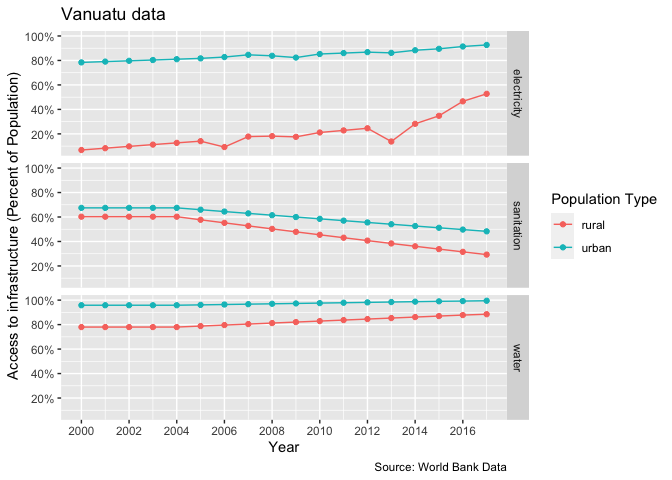 Vanuatu data
Access to infrastructure (Percent of Population)
100%
80%
60%
40%
20%
electricity
100%
80%
60%
40%
20%
sanitation
100%
80%
60%
40%
20%
water
2000 2002 2004 2006 2008 2010 2012 2014 2016
Year
Population Type
rural
urban
Source: World Bank Data